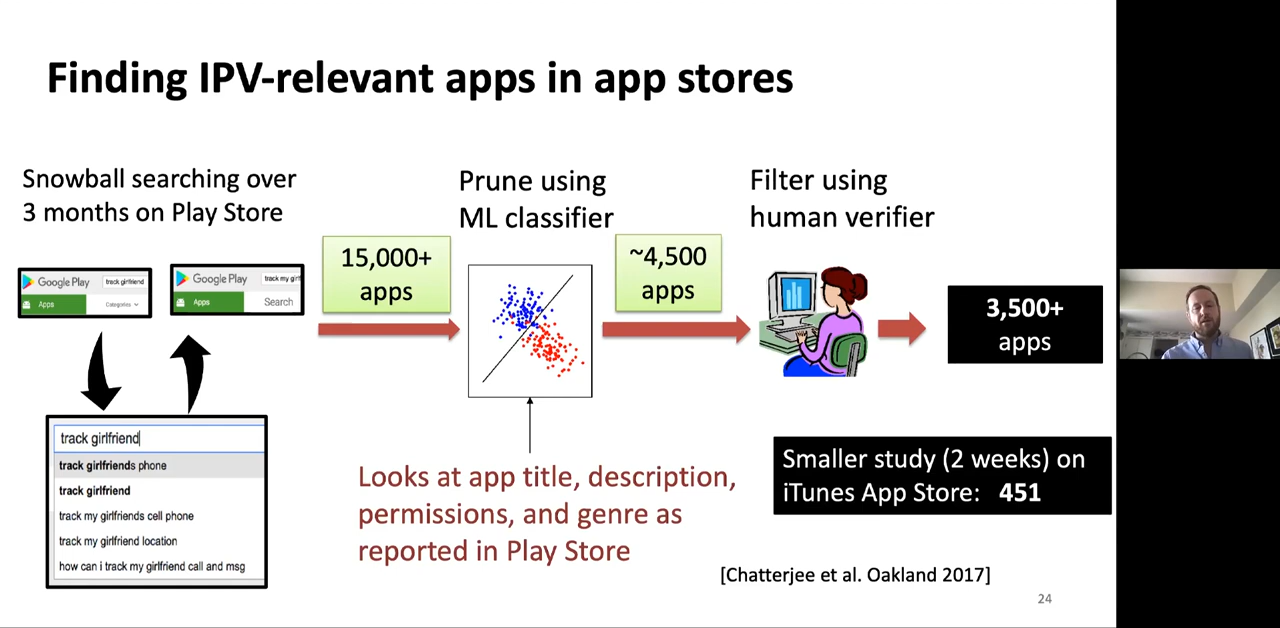 Finding IPV-relevant apps in app stores
Snowball searching over
3 months on Play Store
Google Play
track girlfriend
Apps
Categories
Google Play
track my girl
Apps
Search
track girlfriend
track girlfriends phone
track girlfriend
track my girlfriends cell phone
track my girlfriend location
how can i track my girlfriend call and msg
15,000+
apps
Prune using
ML classifier
~4,500
apps
Looks at app title, description,
permissions, and genre as
reported in Play Store
Filter using
human verifier
3,500+
apps
Smaller study (2 weeks) on
iTunes App Store: 451
[Chatterjee et al. Oakland 2017]
24